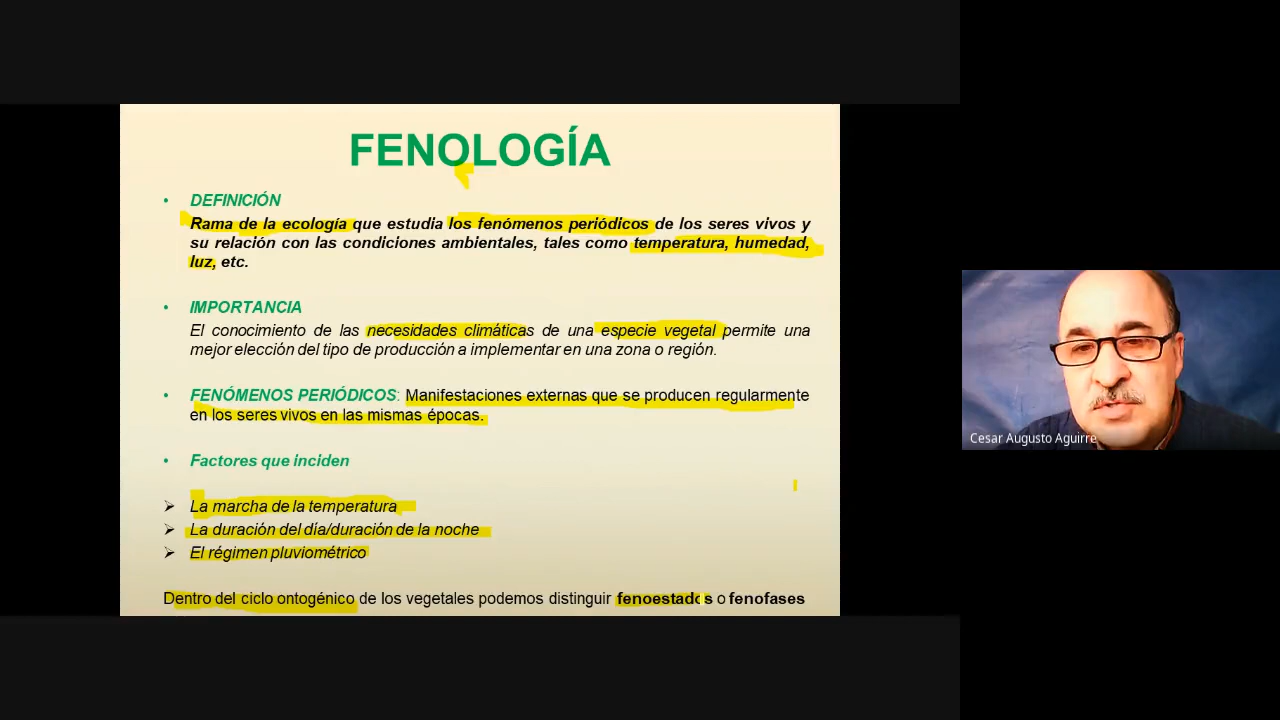 FENOLOGÍA
• DEFINICIÓN
Rama de la ecología que estudia los fenómenos periódicos de los seres vivos y
su relación con las condiciones ambientales, tales como temperatura, humedad,
luz, etc.
• IMPORTANCIA
El conocimiento de las necesidades climáticas de una especie vegetal permite una
mejor elección del tipo de producción a implementar en una zona o región.
• FENÓMENOS PERIÓDICOS: Manifestaciones externas que se producen regularmente
en los seres vivos en las mismas épocas.
• Factores que inciden
➢ La marcha de la temperatura
➢ La duración del día/duración de la noche
➢ El régimen pluviométrico
Dentro del ciclo ontogénico de los vegetales podemos distinguir fenoestados o fenofases
Cesar Augusto Aguirre